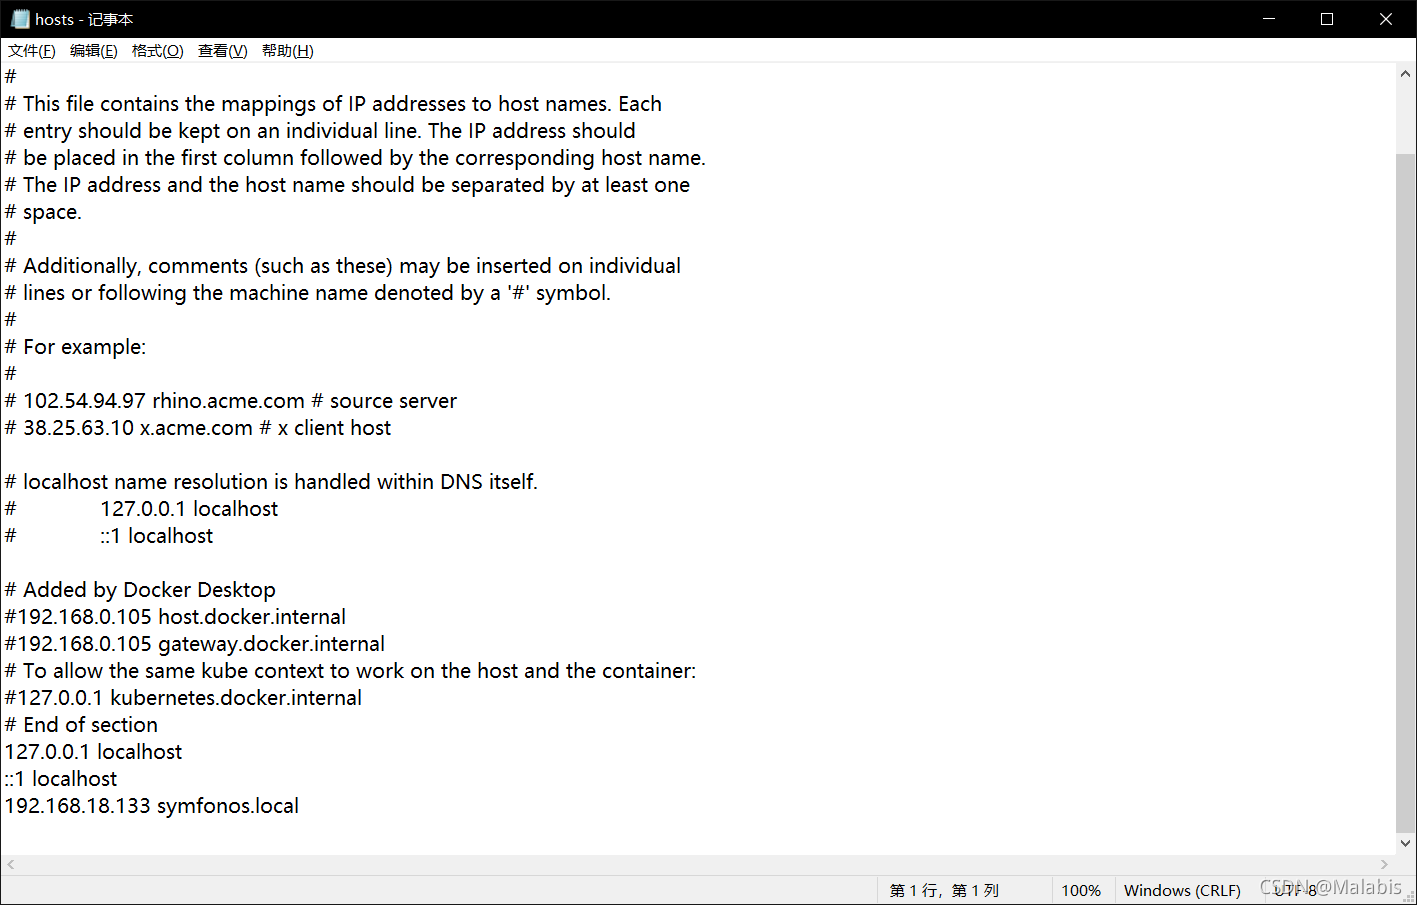 hosts - 记事本
文件(F) 编辑(E) 格式(O) 查看(V) 帮助(H)
#
# This file contains the mappings of IP addresses to host names. Each
# entry should be kept on an individual line. The IP address should
# be placed in the first column followed by the corresponding host name.
# The IP address and the host name should be separated by at least one
# space.
#
# Additionally, comments (such as these) may be inserted on individual
# lines or following the machine name denoted by a '#' symbol.
#
# For example:
#
# 102.54.94.97 rhino.acme.com # source server
# 38.25.63.10 x.acme.com # x client host
# localhost name resolution is handled within DNS itself.
# 127.0.0.1 localhost
# ::1 localhost
# Added by Docker Desktop
#192.168.0.105 host.docker.internal
#192.168.0.105 gateway.docker.internal
# To allow the same kube context to work on the host and the container:
#127.0.0.1 kubernetes.docker.internal
# End of section
127.0.0.1 localhost
::1 localhost
192.168.18.133 symfonos.local
第 1 行，第 1 列 100% Windows (CRLF) UTF-8
CSDN @Malabis